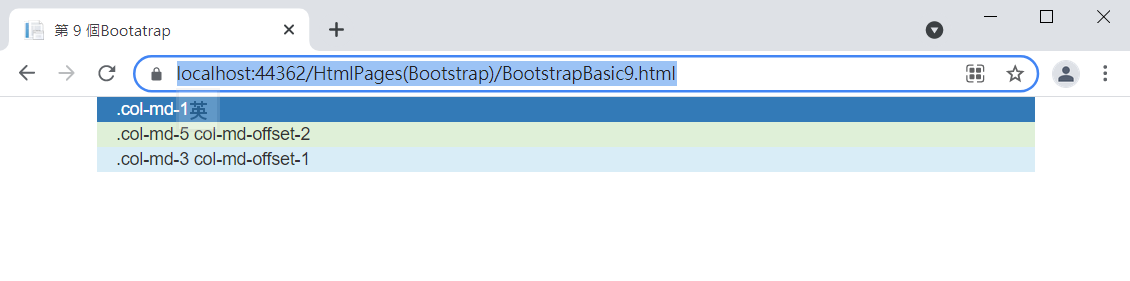 第 9 個Bootatrap
localhost:44362/HtmlPages(Bootstrap)/BootstrapBasic9.html
.col-md-1英
.col-md-5 col-md-offset-2
.col-md-3 col-md-offset-1